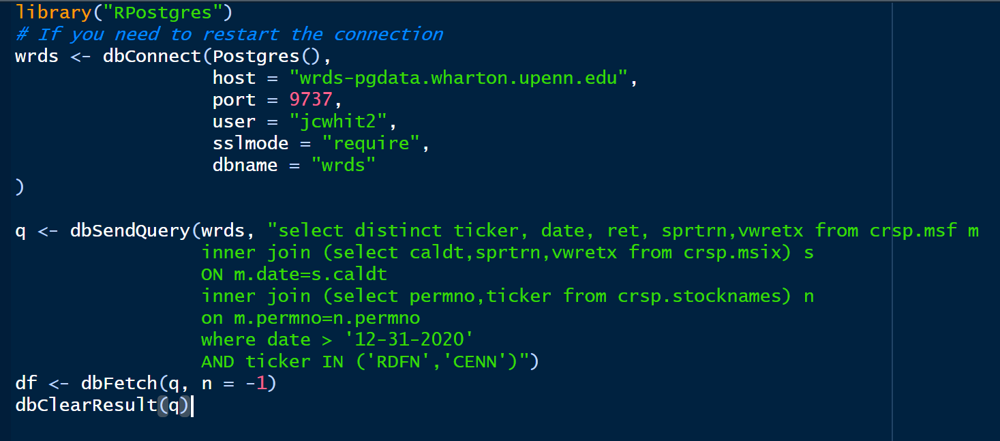 library("RPostgres")
# If you need to restart the connection
wrds <- dbConnect(Postgres(),
                  host = "wrds-pgdata.wharton.upenn.edu",
                  port = 9737,
                  user = "jcwhit2",
                  sslmode = "require",
                  dbname = "wrds"
)

q <- dbSendQuery(wrds, "select distinct ticker, date, ret, sprtrn,vwretx from crsp.msf m
                 inner join (select caldt,sprtrn,vwretx from crsp.msix) s
                 ON m.date=s.caldt
                 inner join (select permno,ticker from crsp.stocknames) n
                 on m.permno=n.permno
                 where date > '12-31-2020'
                 AND ticker IN ('RDFN','CENN')")
df <- dbFetch(q, n = -1)
dbClearResult(q)